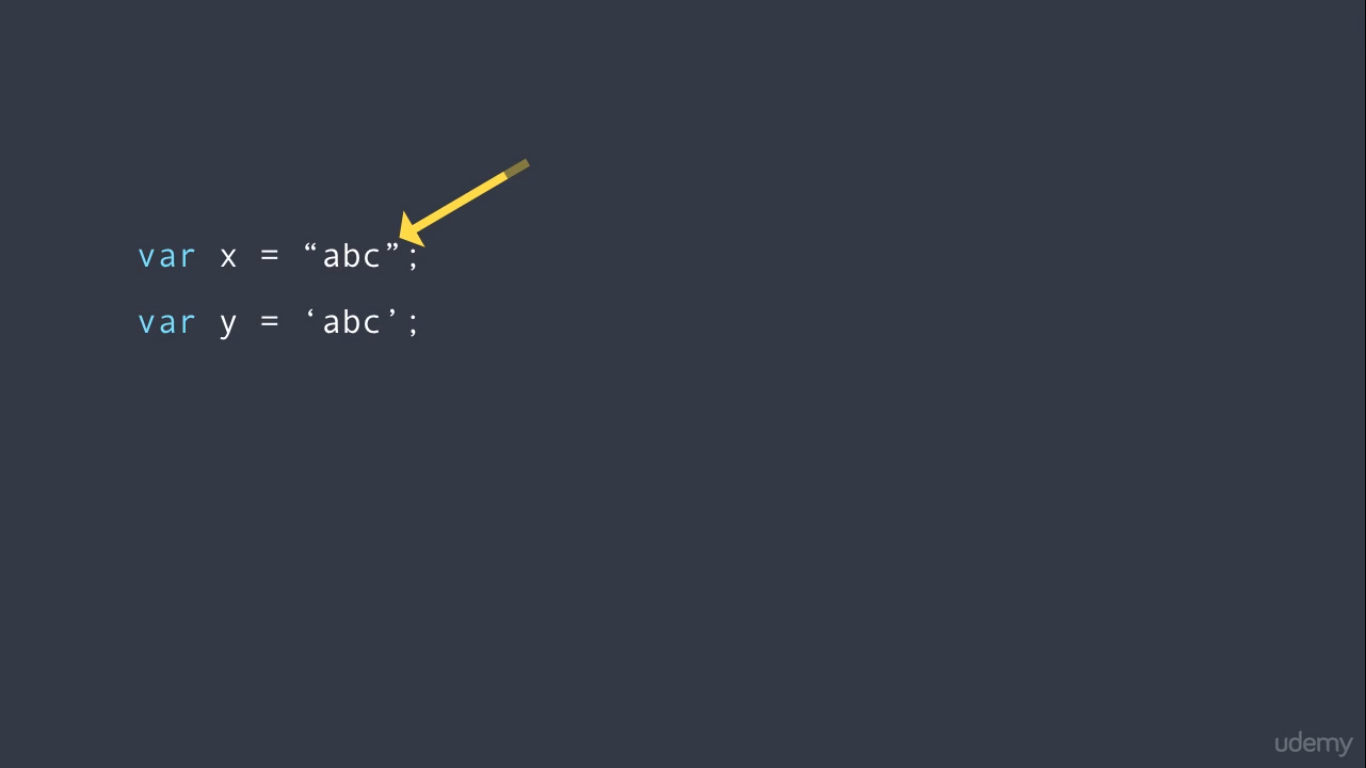 var x = “abc”;
var y = ‘abc’;
udemy